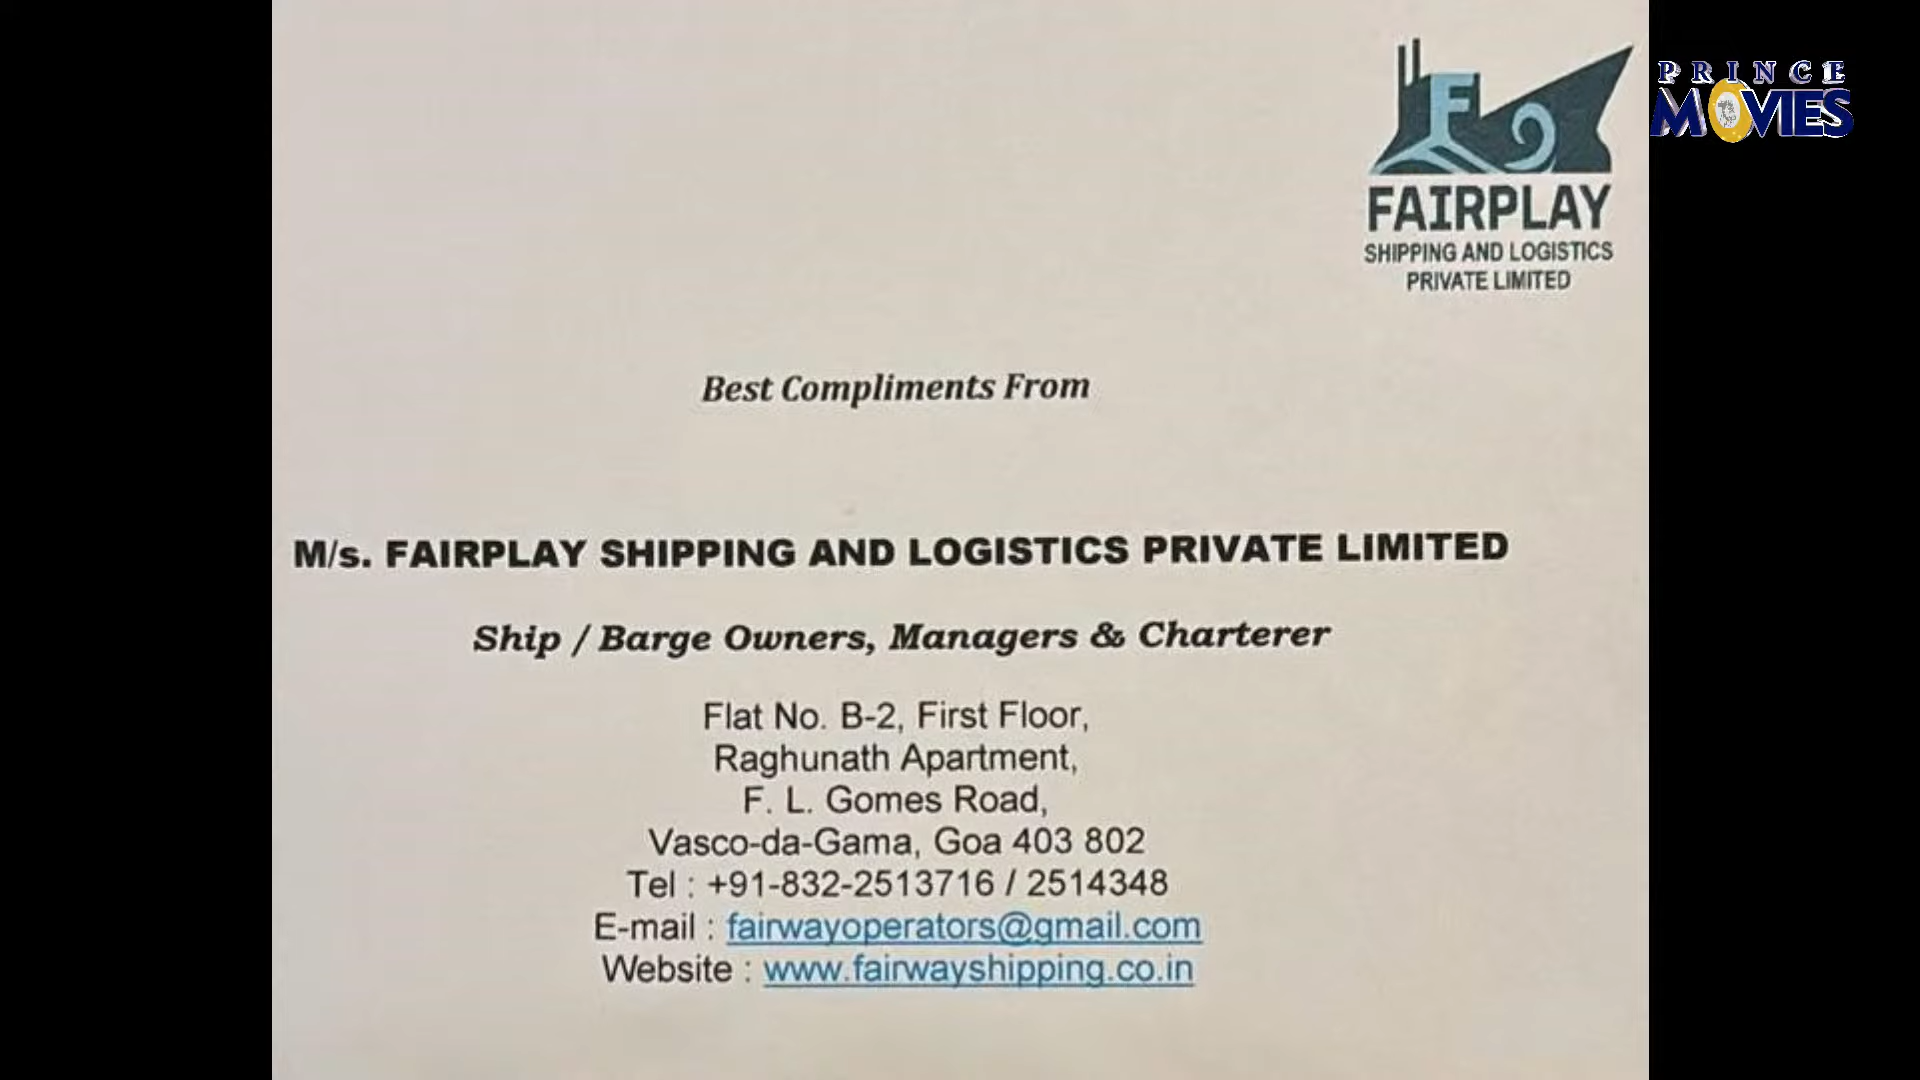 PRINCE
MOVIES
F
FAIRPLAY
SHIPPING AND LOGISTICS
PRIVATE LIMITED
Best Compliments From
M/s. FAIRPLAY SHIPPING AND LOGISTICS PRIVATE LIMITED
Ship / Barge Owners, Managers & Charterer
Flat No. B-2, First Floor,
Raghunath Apartment,
F. L. Gomes Road,
Vasco-da-Gama, Goa 403 802
Tel : +91-832-2513716 / 2514348
E-mail : fairwayoperators@gmail.com
Website : www.fairwayshipping.co.in